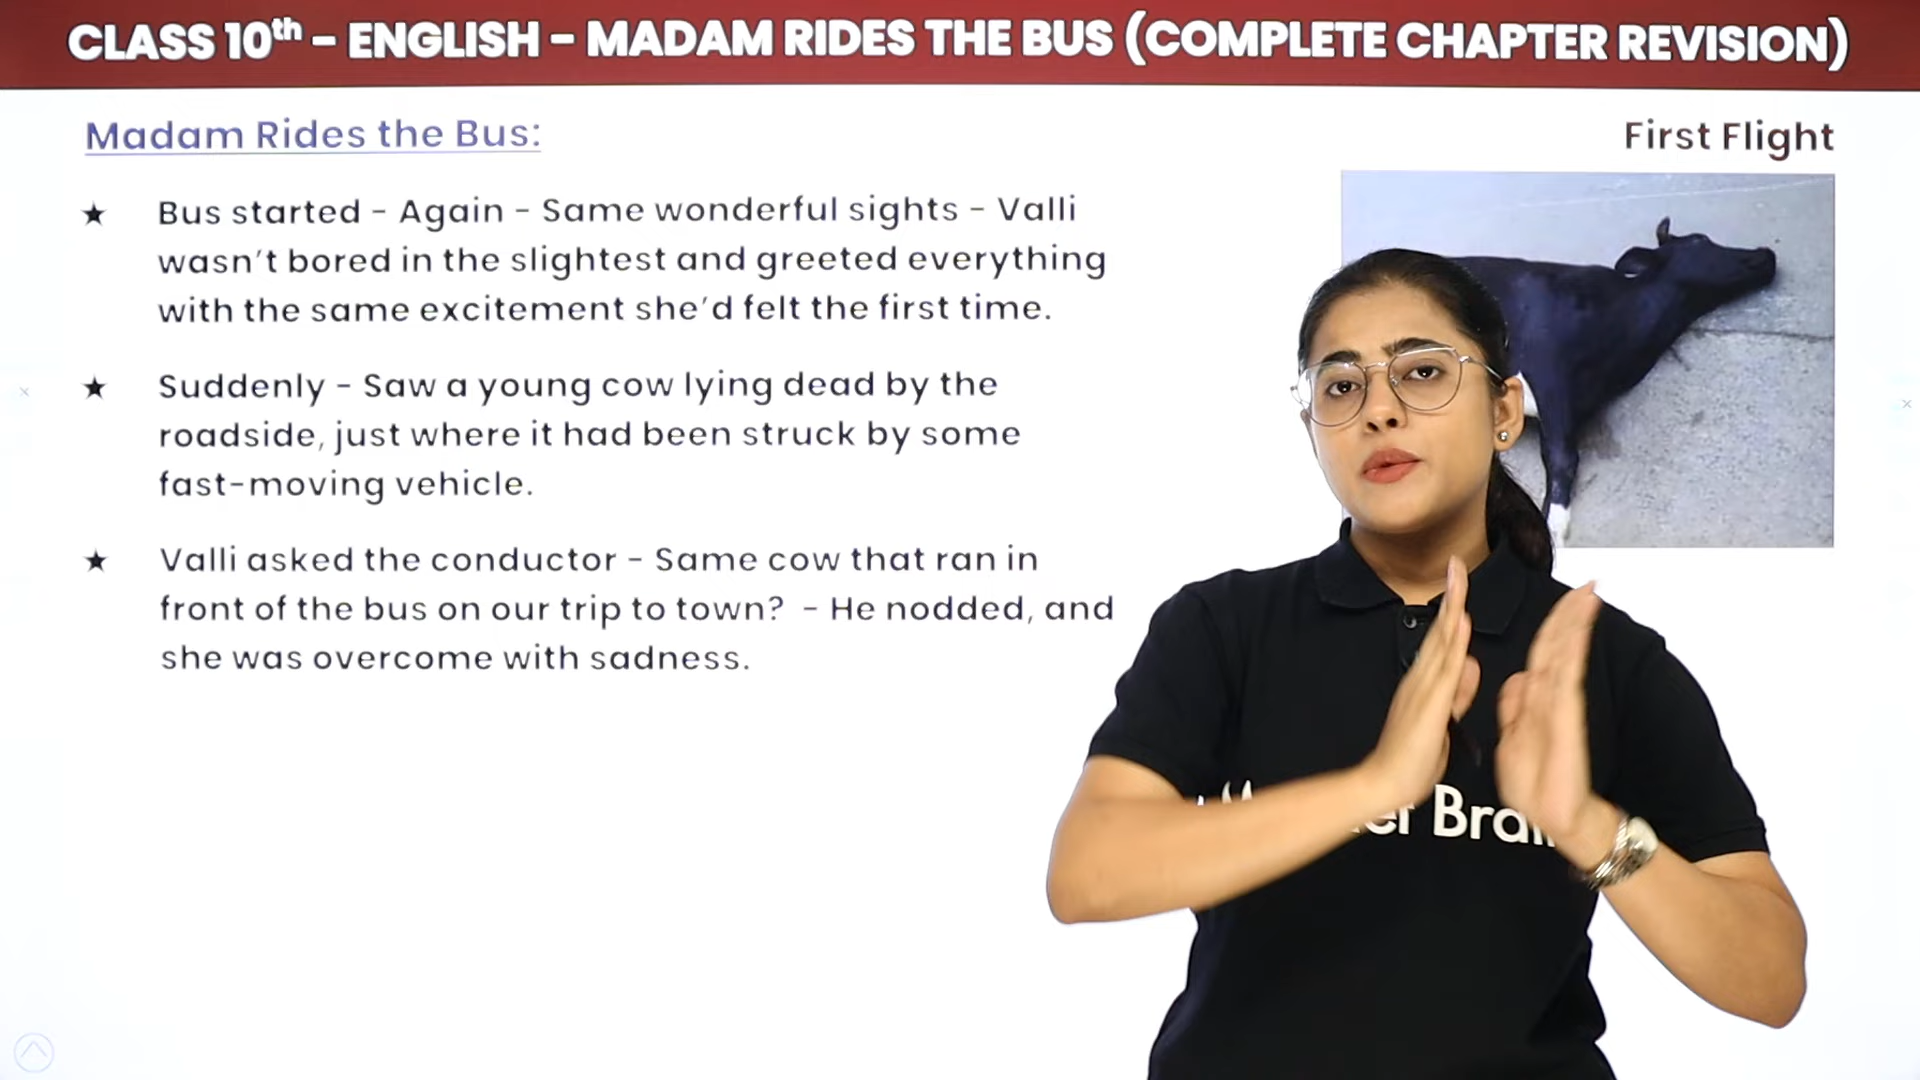 CLASS 10th – ENGLISH – MADAM RIDES THE BUS (COMPLETE CHAPTER REVISION)
Madam Rides the Bus:
First Flight
★ Bus started - Again - Same wonderful sights - Valli
wasn't bored in the slightest and greeted everything
with the same excitement she'd felt the first time.
★ Suddenly - Saw a young cow lying dead by the
roadside, just where it had been struck by some
fast-moving vehicle.
★ Valli asked the conductor - Same cow that ran in
front of the bus on our trip to town? - He nodded, and
she was overcome with sadness.